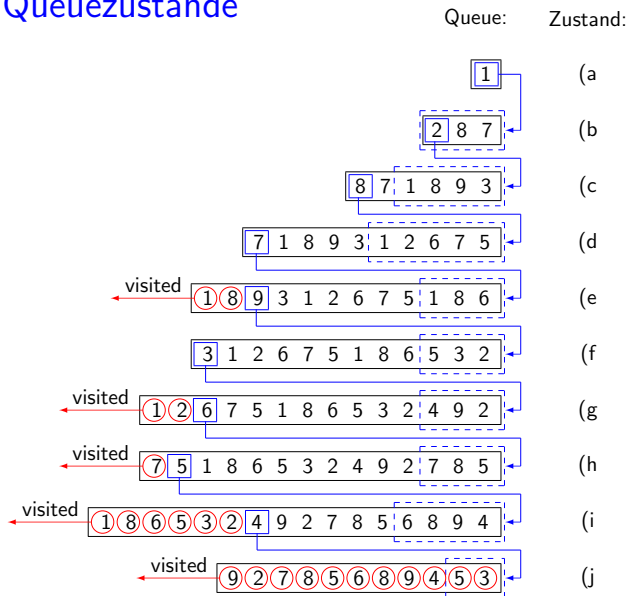 Queuezustände
Queue: Zustand:
1 (a
2 8 7 (b
8 7 1 8 9 3 (c
7 1 8 9 3 1 2 6 7 5 (d
visited 1 8 9 3 1 2 6 7 5 1 8 6 (e
3 1 2 6 7 5 1 8 6 5 3 2 (f
visited 1 2 6 7 5 1 8 6 5 3 2 4 9 2 (g
visited 7 5 1 8 6 5 3 2 4 9 2 7 8 5 (h
visited 1 8 6 5 3 2 4 9 2 7 8 5 6 8 9 4 (i
visited 9 2 7 8 5 6 8 9 4 5 3 (j